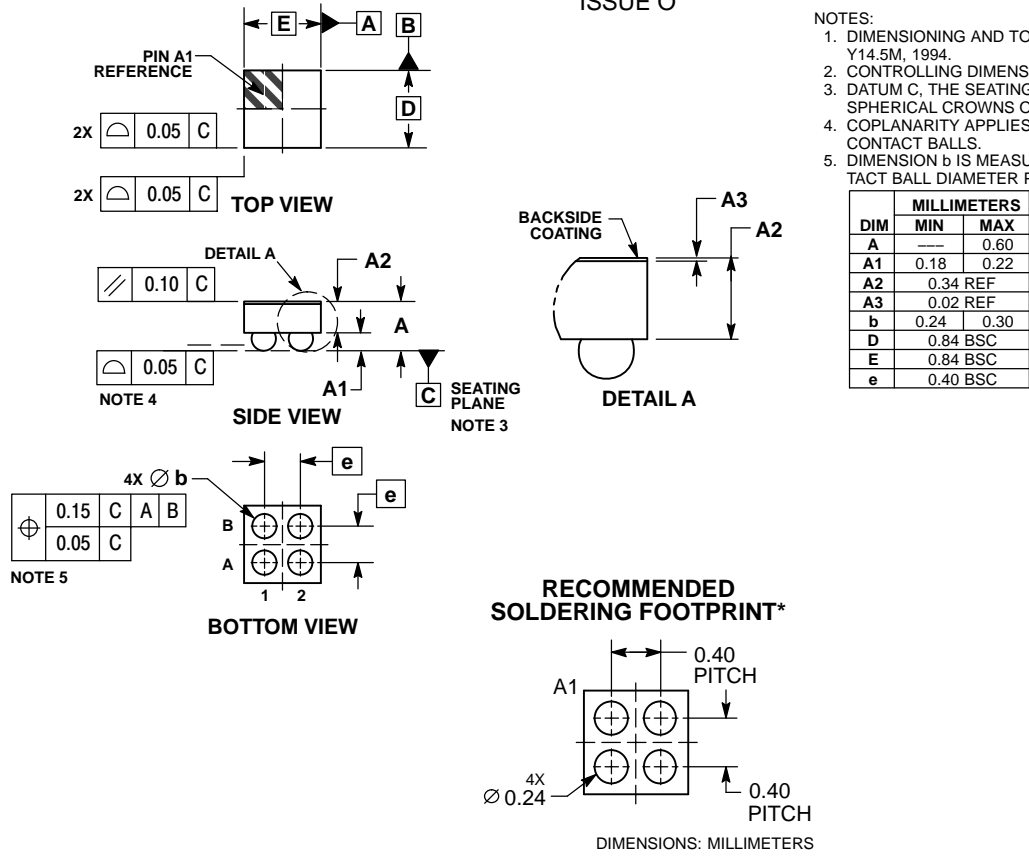 ISSUE O
E
A
B
PIN A1
REFERENCE
D
2X 0.05 C
2X 0.05 C
TOP VIEW
NOTES:
1. DIMENSIONING AND TO
Y14.5M, 1994.
2. CONTROLLING DIMENS
3. DATUM C, THE SEATING
SPHERICAL CROWNS O
4. COPLANARITY APPLIES
CONTACT BALLS.
5. DIMENSION b IS MEASU
TACT BALL DIAMETER P
MILLIMETERS
DIM MIN MAX
A --- 0.60
A1 0.18 0.22
A2 0.34 REF
A3 0.02 REF
b 0.24 0.30
D 0.84 BSC
E 0.84 BSC
e 0.40 BSC
DETAIL A
A2
⫽ 0.10 C
A
0.05 C
NOTE 4
A1
C SEATING
PLANE
NOTE 3
SIDE VIEW
BACKSIDE
COATING
A3
A2
DETAIL A
4X ∅ b
e
e
⌖ 0.15 C A B
0.05 C
NOTE 5
B
A
1 2
BOTTOM VIEW
RECOMMENDED
SOLDERING FOOTPRINT*
0.40
PITCH
A1
4X
∅ 0.24
0.40
PITCH
DIMENSIONS: MILLIMETERS